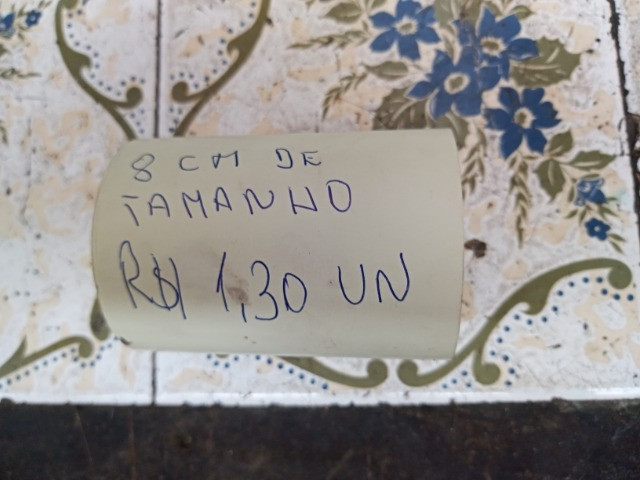 8 CM DE
TAMANHO
R$ 1,30 UN